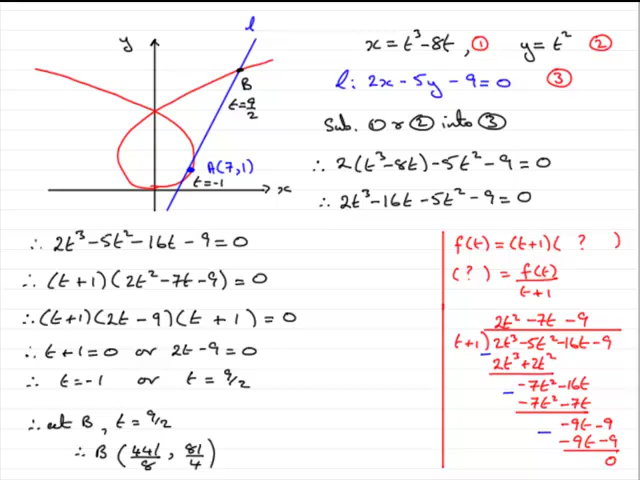 y
l
x = t³ - 8t, ① y = t² ②
l: 2x - 5y - 9 = 0 ③
B
t = 9/2
Sub. ① & ② into ③
A(7, 1)
t = -1
x
∴ 2(t³ - 8t) - 5t² - 9 = 0
∴ 2t³ - 16t - 5t² - 9 = 0
∴ 2t³ - 5t² - 16t - 9 = 0
∴ (t + 1)(2t² - 7t - 9) = 0
∴ (t + 1)(2t - 9)(t + 1) = 0
∴ t + 1 = 0 or 2t - 9 = 0
∴ t = -1 or t = 9/2
∴ at B, t = 9/2
∴ B (441/8, 81/4)
f(t) = (t + 1)( ? )
( ? ) = f(t)/t + 1
2t² - 7t - 9
t + 1) 2t³ - 5t² - 16t - 9
- 2t³ + 2t²
-7t² - 16t
- -7t² - 7t
-9t - 9
- -9t - 9
0